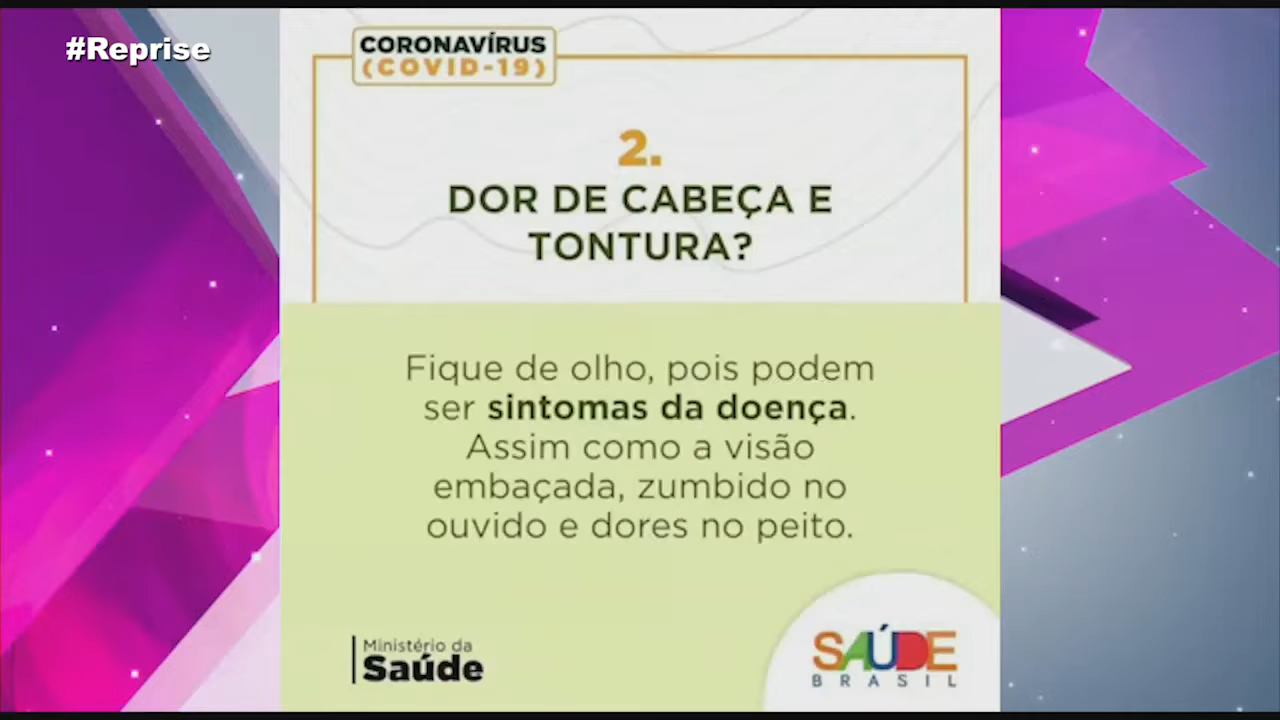 #Reprise
CORONAVÍRUS
(COVID-19)
2.
DOR DE CABEÇA E
TONTURA?
Fique de olho, pois podem
ser sintomas da doença.
Assim como a visão
embaçada, zumbido no
ouvido e dores no peito.
Ministério da
Saúde
SAÚDE
BRASIL